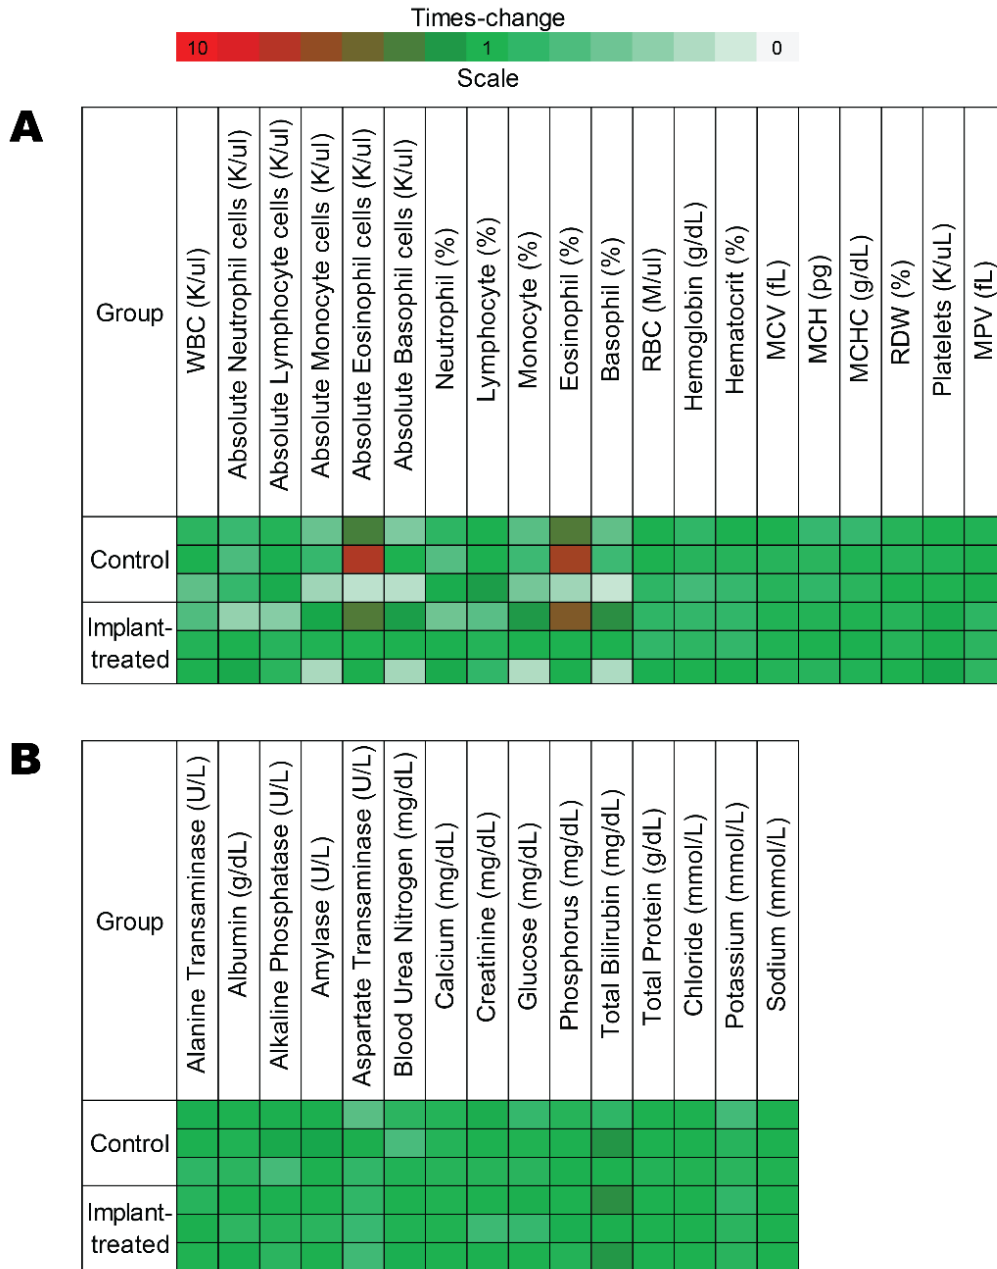 Times-change
10 1 0
Scale
A
Group
WBC (K/ul)
Absolute Neutrophil cells (K/ul)
Absolute Lymphocyte cells (K/ul)
Absolute Monocyte cells (K/ul)
Absolute Eosinophil cells (K/ul)
Absolute Basophil cells (K/ul)
Neutrophil (%)
Lymphocyte (%)
Monocyte (%)
Eosinophil (%)
Basophil (%)
RBC (M/ul)
Hemoglobin (g/dL)
Hematocrit (%)
MCV (fL)
MCH (pg)
MCHC (g/dL)
RDW (%)
Platelets (K/uL)
MPV (fL)
Control
Implant-
treated
B
Group
Alanine Transaminase (U/L)
Albumin (g/dL)
Alkaline Phosphatase (U/L)
Amylase (U/L)
Aspartate Transaminase (U/L)
Blood Urea Nitrogen (mg/dL)
Calcium (mg/dL)
Creatinine (mg/dL)
Glucose (mg/dL)
Phosphorus (mg/dL)
Total Bilirubin (mg/dL)
Total Protein (g/dL)
Chloride (mmol/L)
Potassium (mmol/L)
Sodium (mmol/L)
Control
Implant-
treated